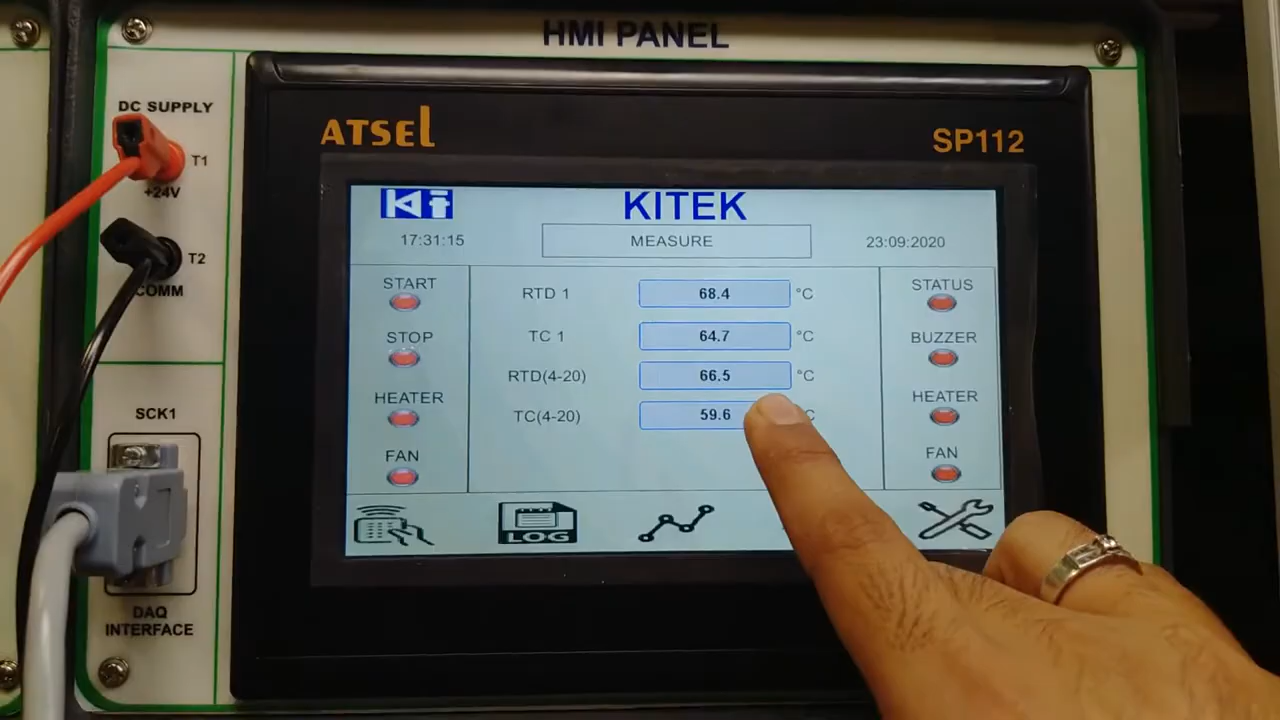 HMI PANEL
DC SUPPLY
T1
+24V
T2
COMM
SCK1
DAQ
INTERFACE
ATSEL
SP112
KITEK
17:31:15
MEASURE
23:09:2020
START
STOP
HEATER
FAN
RTD 1 68.4 °C
TC 1 64.7 °C
RTD(4-20) 66.5 °C
TC(4-20) 59.6 C
STATUS
BUZZER
HEATER
FAN
LOG